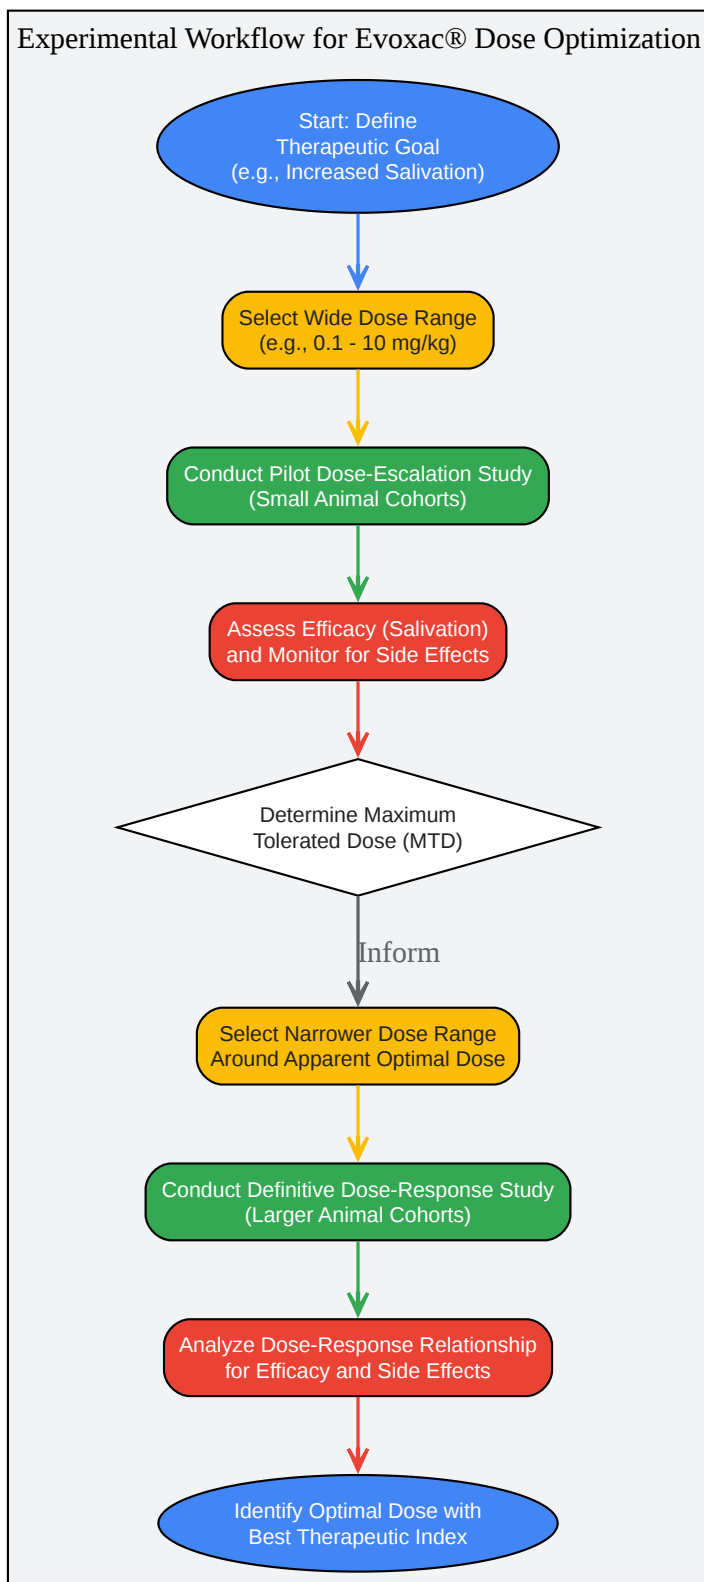 Experimental Workflow for Evoxac® Dose Optimization
Start: Define
Therapeutic Goal
(e.g., Increased Salivation)
Select Wide Dose Range
(e.g., 0.1 - 10 mg/kg)
Conduct Pilot Dose-Escalation Study
(Small Animal Cohorts)
Assess Efficacy (Salivation)
and Monitor for Side Effects
Determine Maximum
Tolerated Dose (MTD)
Inform
Select Narrower Dose Range
Around Apparent Optimal Dose
Conduct Definitive Dose-Response Study
(Larger Animal Cohorts)
Analyze Dose-Response Relationship
for Efficacy and Side Effects
Identify Optimal Dose with
Best Therapeutic Index